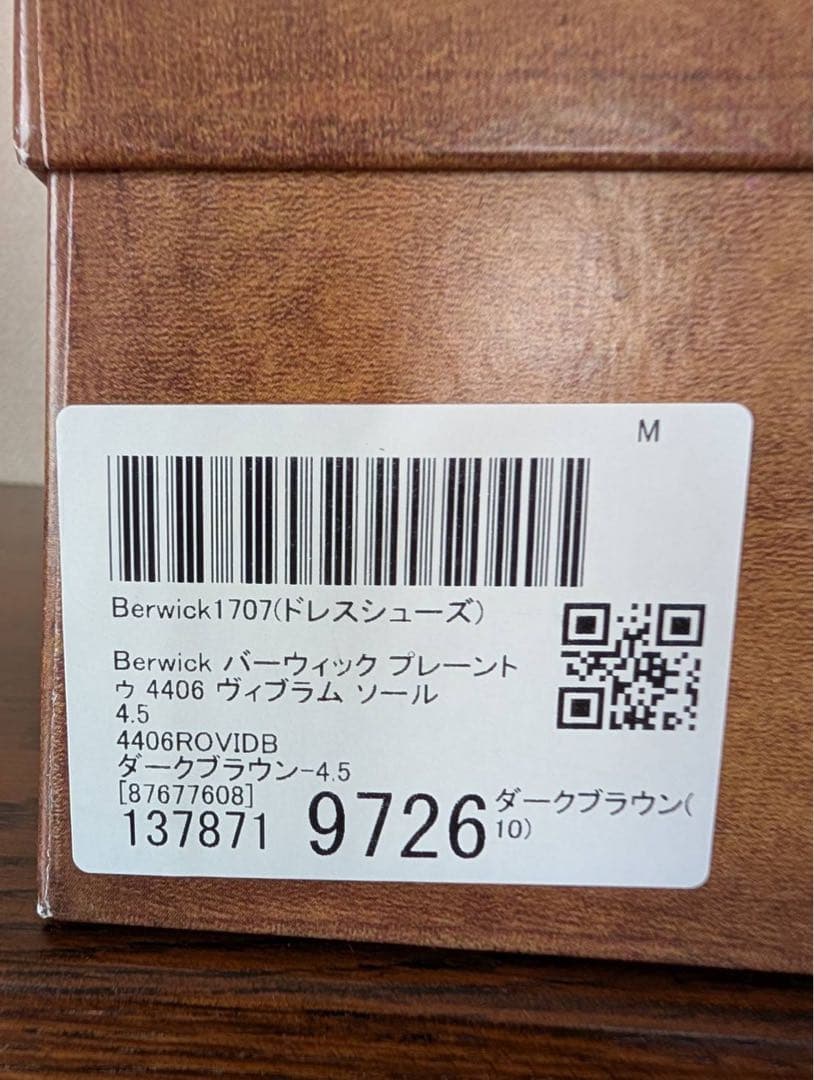 M
Berwick1707(ドレスシューズ)
Berwick バーウィック プレーント
ゥ 4406 ヴィブラム ソール
4.5
4406ROVIDB
ダークブラウン-4.5
[87677608]
137871 9726 ダークブラウン(
10)